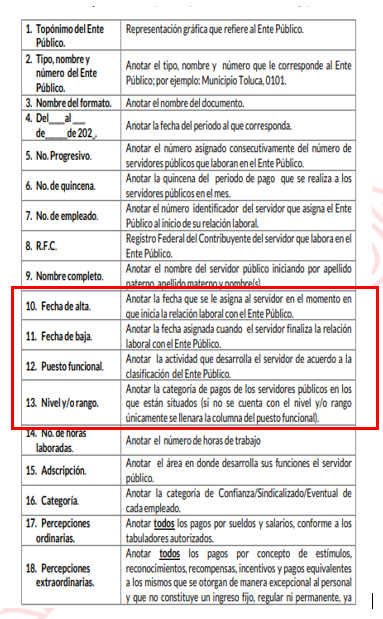 1. Topónimo del Ente Público.
Representación gráfica que refiere al Ente Público.
2. Tipo, nombre y número del Ente Público.
Anotar el tipo, nombre y número que le corresponde al Ente
Público; por ejemplo: Municipio Toluca, 0101.
3. Nombre del formato.
Anotar el nombre del documento.
4. Del____al ___ de_____de 202_.
Anotar la fecha del periodo al que corresponda.
5. No. Progresivo.
Anotar el número asignado consecutivamente del número de
servidores públicos que laboran en el Ente Público.
6. No. de quincena.
Anotar la quincena del periodo de pago que se realiza a los
servidores públicos en el mes.
7. No. de empleado.
Anotar el número identificador del servidor que asigna el Ente
Público al inicio de su relación laboral.
8. R.F.C.
Registro Federal del Contribuyente del servidor que labora en el
Ente Público.
9. Nombre completo.
Anotar el nombre del servidor público iniciando por apellido
paterno, apellido materno y nombre(s)
10. Fecha de alta.
Anotar la fecha que se le asigna al servidor en el momento en
que inicia la relación laboral con el Ente Público.
11. Fecha de baja.
Anotar la fecha asignada cuando el servidor finaliza la relación
laboral con el Ente Público.
12. Puesto funcional.
Anotar la actividad que desarrolla el servidor de acuerdo a la
clasificación del Ente Público.
13. Nivel y/o rango.
Anotar la categoría de pagos de los servidores públicos en los
que están situados (si no se cuenta con el nivel y/o rango
únicamente se llenara la columna del puesto funcional).
14. No. de horas laboradas.
Anotar el número de horas de trabajo
15. Adscripción.
Anotar el área en donde desarrolla sus funciones el servidor
público.
16. Categoría.
Anotar la categoría de Confianza/Sindicalizado/Eventual de
cada empleado.
17. Percepciones ordinarias.
Anotar todos los pagos por sueldos y salarios, conforme a los
tabuladores autorizados.
18. Percepciones extraordinarias.
Anotar todos los pagos por concepto de estímulos,
reconocimientos, recompensas, incentivos y pagos equivalentes
a los mismos que se otorgan de manera excepcional al personal
y que no constituye un ingreso fijo, regular ni permanente, ya